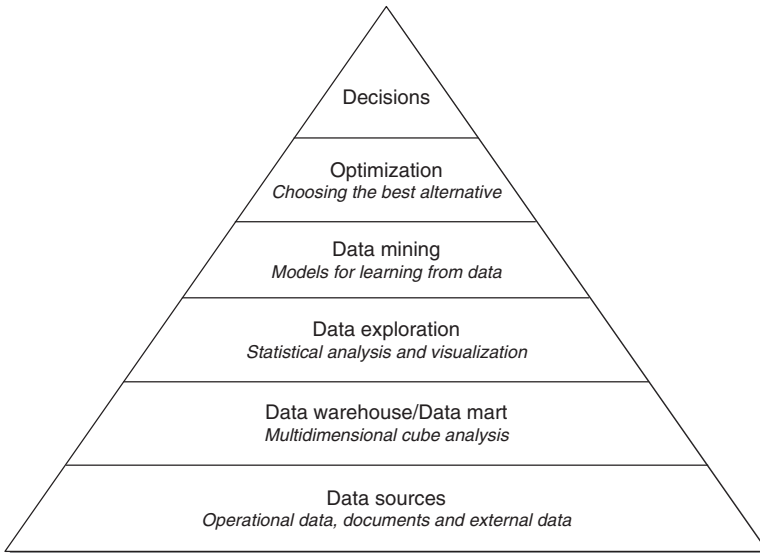 Decisions
Optimization
Choosing the best alternative
Data mining
Models for learning from data
Data exploration
Statistical analysis and visualization
Data warehouse/Data mart
Multidimensional cube analysis
Data sources
Operational data, documents and external data